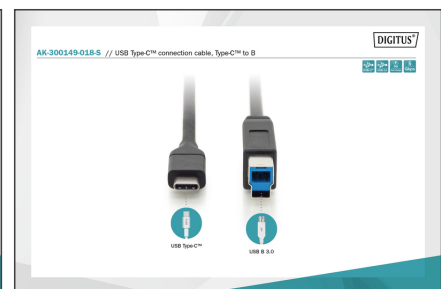 DIGITUS®
AK-300149-018-S // USB Type-C™ connection cable, Type-C™ to B
USB Type-C™
USB B 3.0